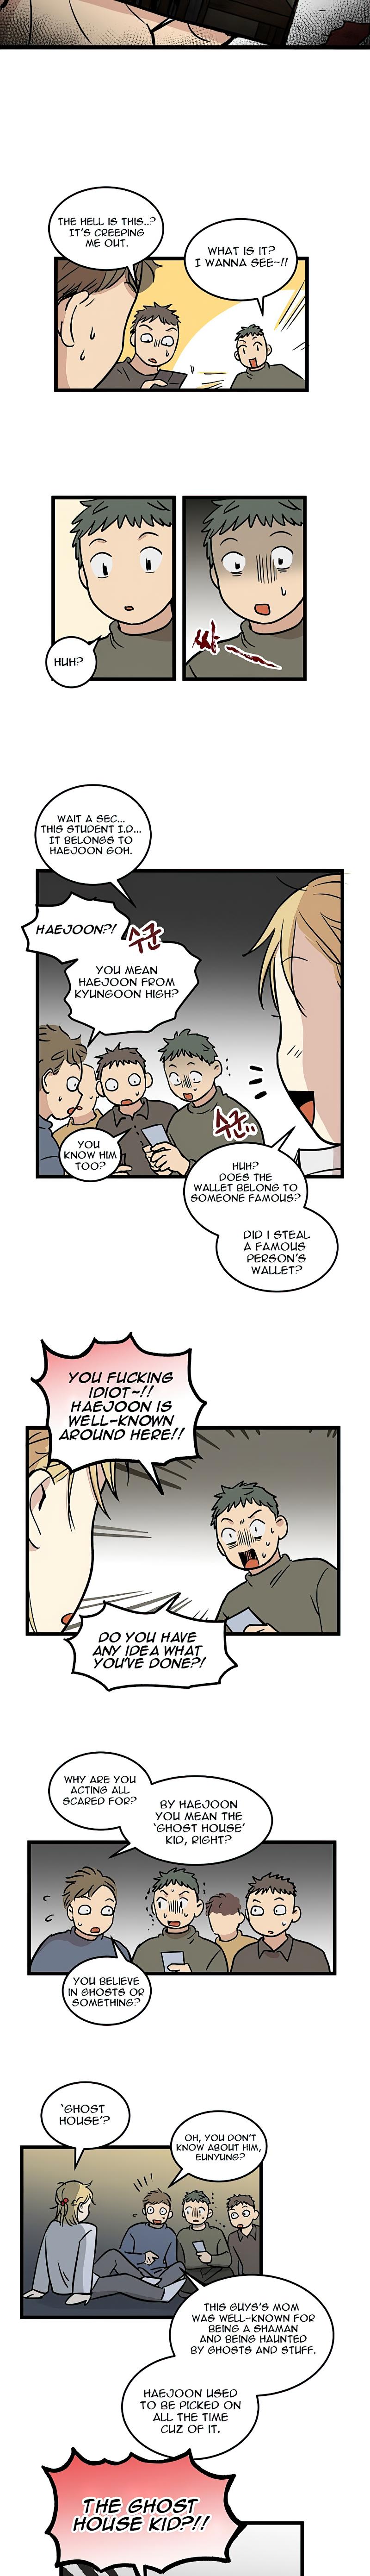 THE HELL IS THIS..?
IT'S CREEPING
ME OUT.
WHAT IS IT?
I WANNA SEE~!!
HUH?
싸
WAIT A SEC...
THIS STUDENT I.D...
IT BELONGS TO
HAEJOON GOH.
HAEJOON?!
수군
YOU MEAN
HAEJOON FROM
KYUNGOON HIGH?
YOU
KNOW HIM
TOO?
수군..
HUH?
DOES THE
WALLET BELONG TO
SOMEONE FAMOUS?
DID I STEAL
A FAMOUS
PERSON'S
WALLET?
YOU FUCKING
IDIOT~!!
HAEJOON IS
WELL-KNOWN
AROUND HERE!!
DO YOU HAVE
ANY IDEA WHAT
YOU'VE DONE?!
WHY ARE YOU
ACTING ALL
SCARED FOR?
BY HAEJOON
YOU MEAN THE
'GHOST HOUSE'
KID, RIGHT?
YOU BELIEVE
IN GHOSTS OR
SOMETHING?
'GHOST
HOUSE'?
OH, YOU DON'T
KNOW ABOUT HIM,
EUNYUNG?
THIS GUYS'S MOM
WAS WELL-KNOWN FOR
BEING A SHAMAN
AND BEING HAUNTED
BY GHOSTS AND STUFF.
HAEJOON USED
TO BE PICKED ON
ALL THE TIME
CUZ OF IT.
THE GHOST
HOUSE KID?!!